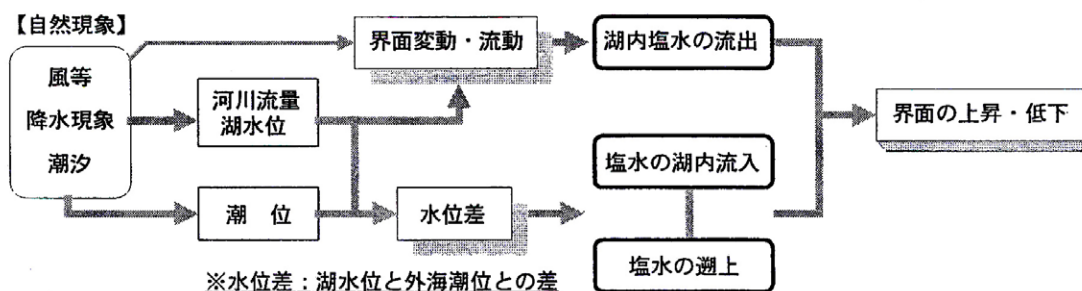 【自然現象】
風等
降水現象
潮汐
河川流量
湖水位
潮 位
界面変動・流動
水位差
湖内塩水の流出
塩水の湖内流入
塩水の遡上
界面の上昇・低下
※水位差：湖水位と外海潮位との差